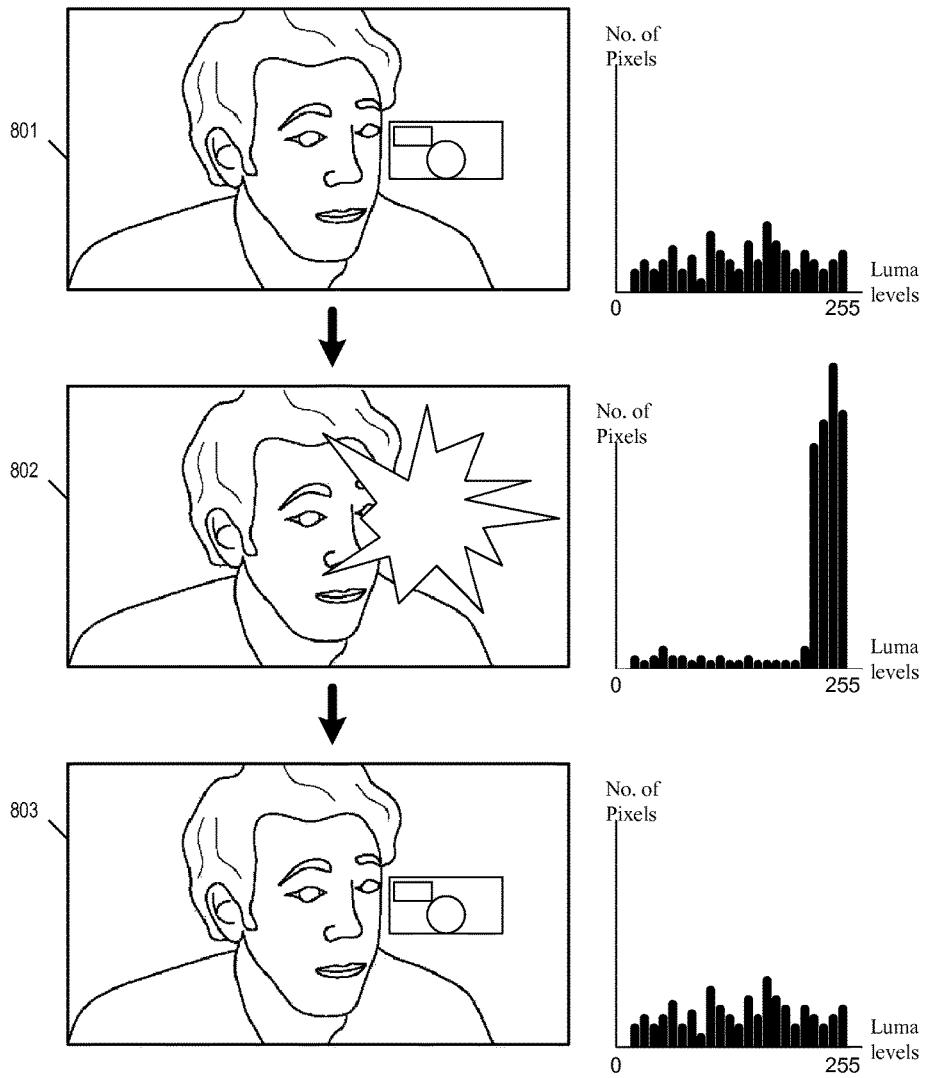 801
No. of
Pixels
Luma
levels
0
255
802
No. of
Pixels
Luma
levels
0
255
803
No. of
Pixels
Luma
levels
0
255